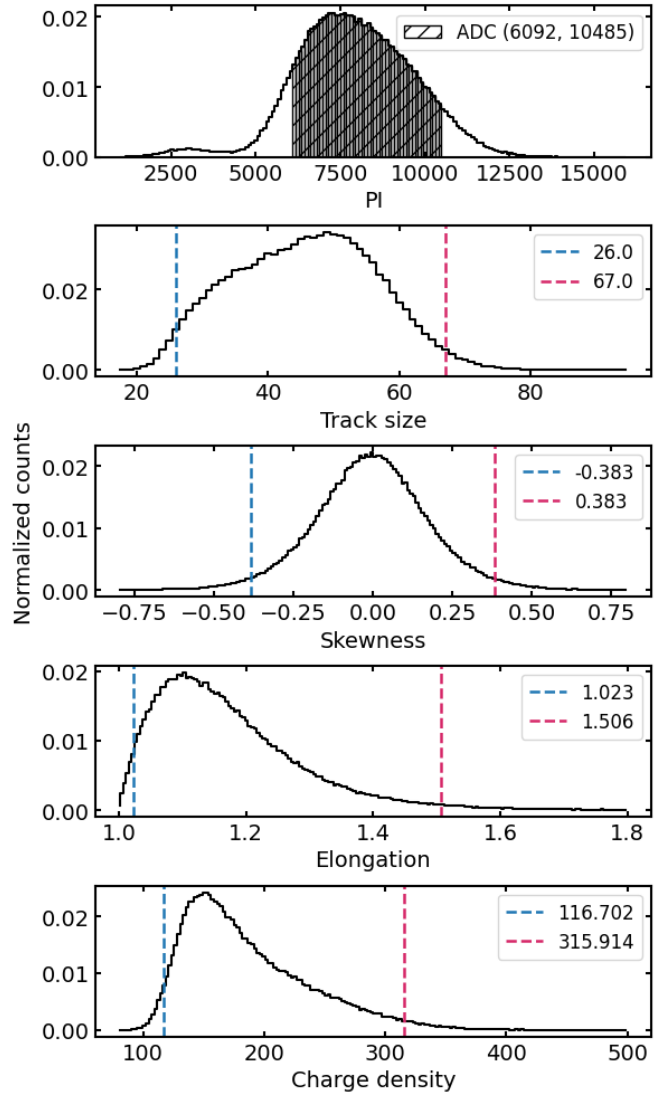 0.02
0.01
0.00
ADC (6092, 10485)
2500 5000 7500 10000 12500 15000
PI
0.02
0.00
26.0
67.0
20 40 60 80
Track size
Normalized counts
0.02
0.01
0.00
-0.383
0.383
−0.75 −0.50 −0.25 0.00 0.25 0.50 0.75
Skewness
0.02
0.01
0.00
1.023
1.506
1.0 1.2 1.4 1.6 1.8
Elongation
0.02
0.01
0.00
116.702
315.914
100 200 300 400 500
Charge density